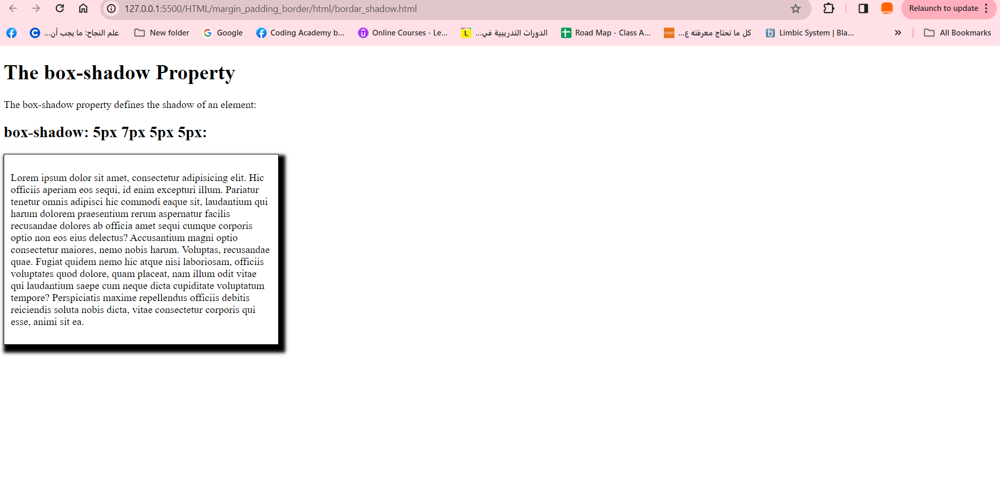 127.0.0.1:5500/HTML/margin_padding_border/html/bordar_shadow.html
Relaunch to update
علم النجاح: ما يجب أن...
New folder
Google
Coding Academy b...
Online Courses - Le...
الدورات التدريبية في...
Road Map - Class A...
كل ما تحتاج معرفته ع...
Limbic System | Bla...
All Bookmarks
The box-shadow Property
The box-shadow property defines the shadow of an element:
box-shadow: 5px 7px 5px 5px:
Lorem ipsum dolor sit amet, consectetur adipisicing elit. Hic
officiis aperiam eos sequi, id enim excepturi illum. Pariatur
tenetur omnis adipisci hic commodi eaque sit, laudantium qui
harum dolorem praesentium rerum aspernatur facilis
recusandae dolores ab officia amet sequi cumque corporis
optio non eos eius delectus? Accusantium magni optio
consectetur maiores, nemo nobis harum. Voluptas, recusandae
quae. Fugiat quidem nemo hic atque nisi laboriosam, officiis
voluptates quod dolore, quam placeat, nam illum odit vitae
qui laudantium saepe cum neque dicta cupiditate voluptatum
tempore? Perspiciatis maxime repellendus officiis debitis
reiciendis soluta nobis dicta, vitae consectetur corporis qui
esse, animi sit ea.